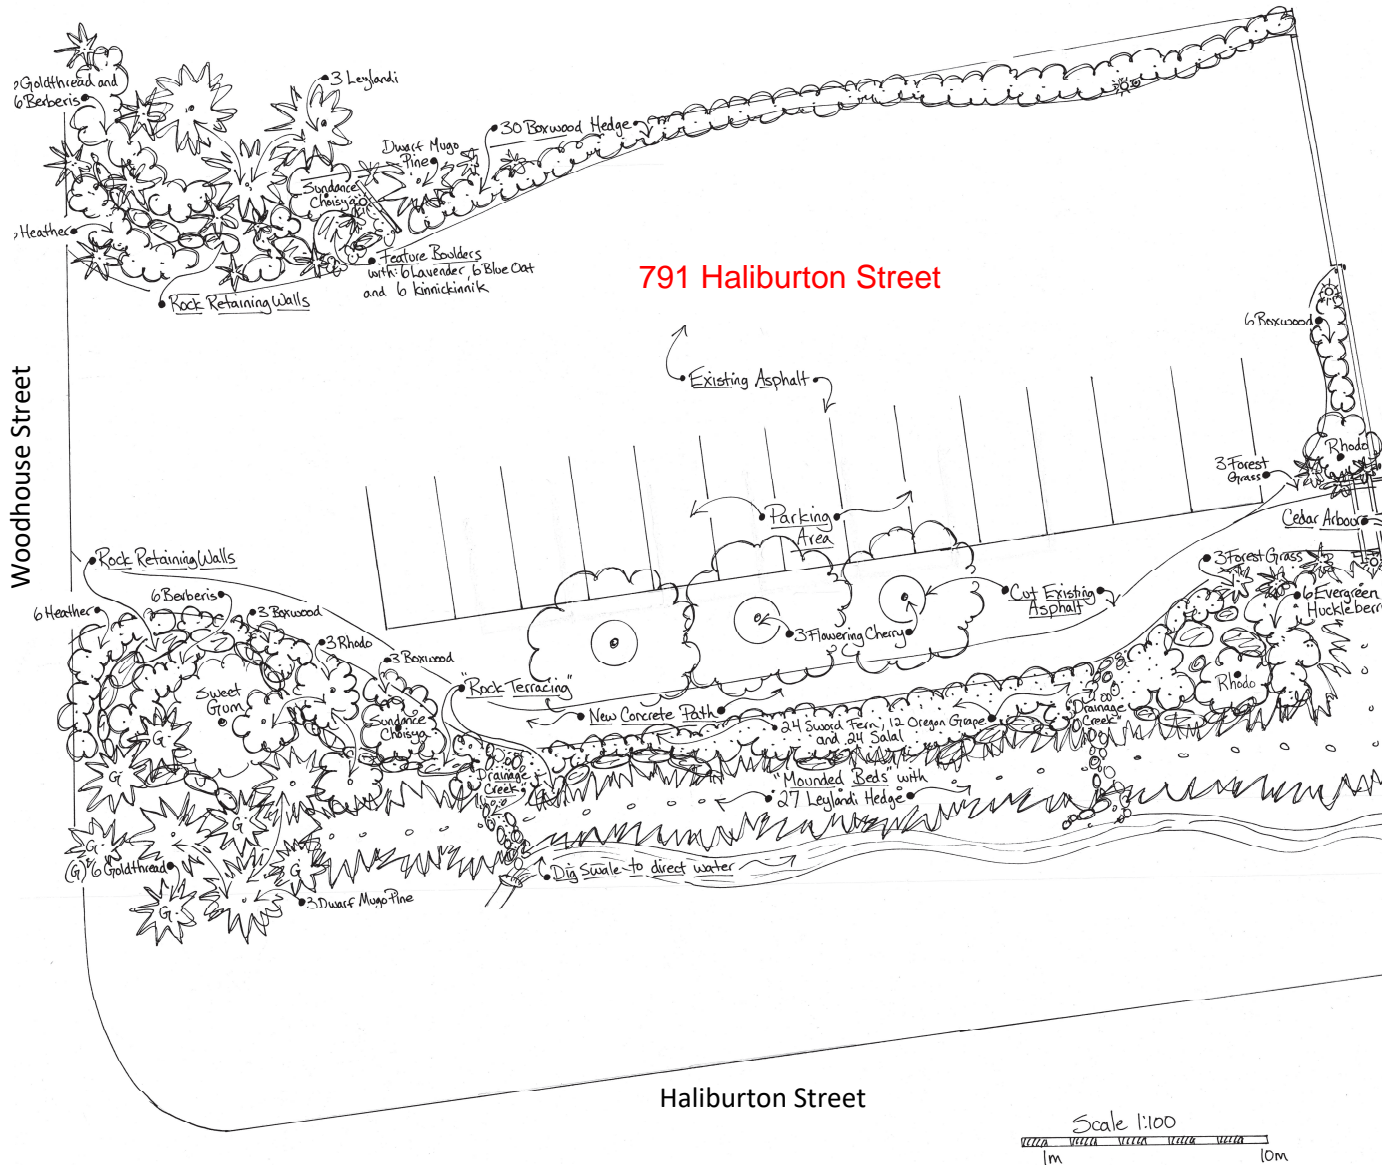 Goldthread and
6 Berberis
3 Leylandi
30 Boxwood Hedge
Dwarf Mugo
Pine
Sundance
Choisya
Heather
Feature Boulders
with 6 Lavender, 6 Blue Oat
and 6 kinnickinnik
Rock Retaining Walls
791 Haliburton Street
6 Boxwood
Existing Asphalt
Woodhouse Street
Rhodo
3 Forest
Grass
Parking
Area
Cedar Arbour
Rock Retaining Walls
3 Forest Grass
6 Berberis
Cut Existing
Asphalt
6 Evergreen
Huckleberr
6 Heather
3 Boxwood
3 Flowering Cherry
3 Rhodo
3 Boxwood
Sweet
Gum
"Rock Terracing"
Rhodo
New Concrete Path
Sundance
Choisya
24 Sword Fern, 12 Oregon Grape
and 24 Salal
"Drainage
Creek"
G
Drainage
Creek
"Mounded Beds" with
27 Leylandi Hedge
G
G
G
G
(G) 6 Goldthread
Dig Swale to direct water
3 Dwarf Mugo Pine
G
Haliburton Street
Scale 1:100
1m
10m